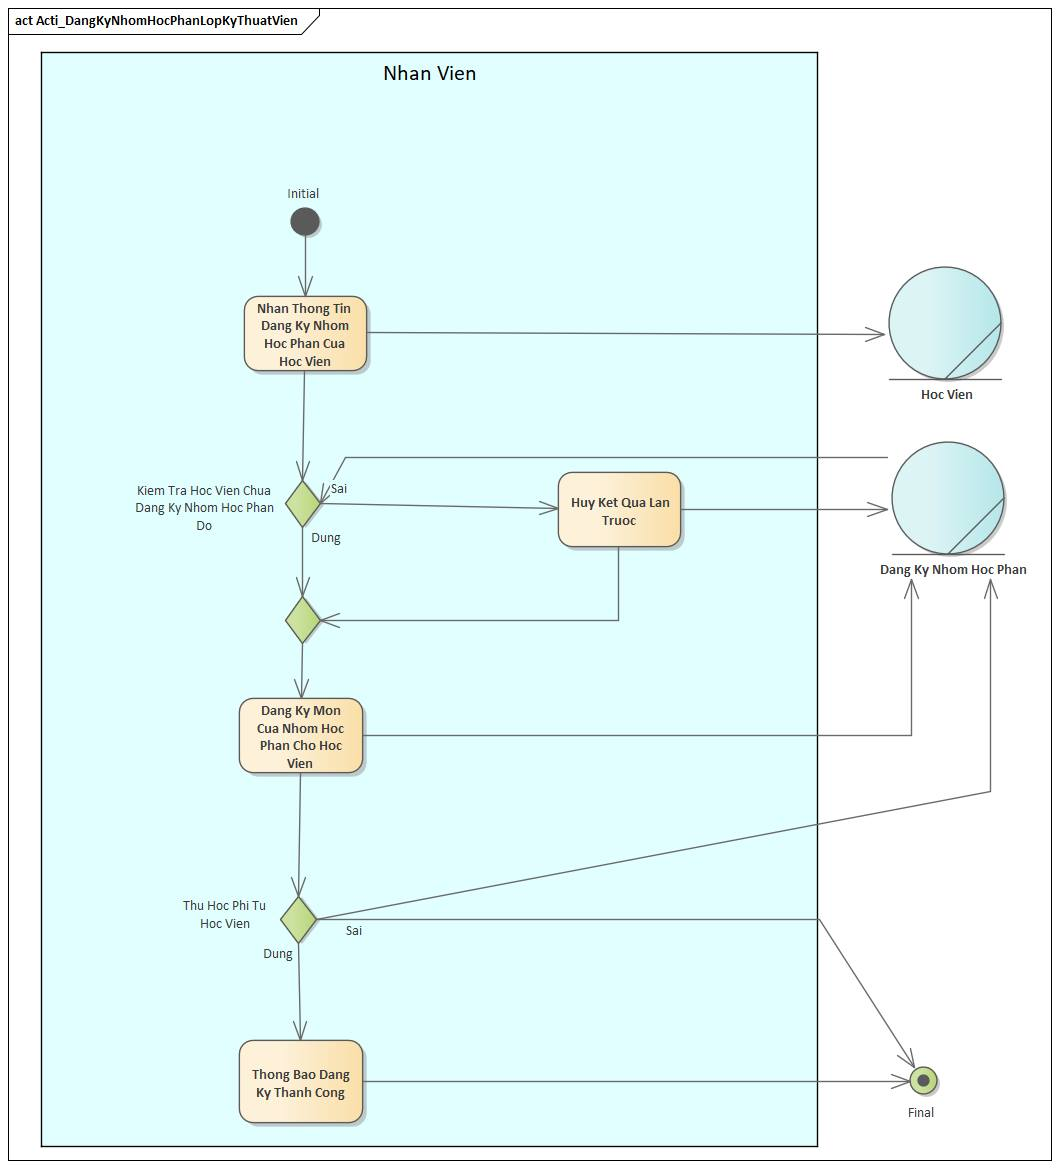 act Acti_DangKyNhomHocPhanLopKyThuatVien
Nhan Vien
Initial
Nhan Thong Tin
Dang Ky Nhom
Hoc Phan Cua
Hoc Vien
Hoc Vien
Kiem Tra Hoc Vien Chua
Dang Ky Nhom Hoc Phan
Do
Sai
Dung
Huy Ket Qua Lan
Truoc
Dang Ky Nhom Hoc Phan
Dang Ky Mon
Cua Nhom Hoc
Phan Cho Hoc
Vien
Thu Hoc Phi Tu
Hoc Vien
Sai
Dung
Thong Bao Dang
Ky Thanh Cong
Final